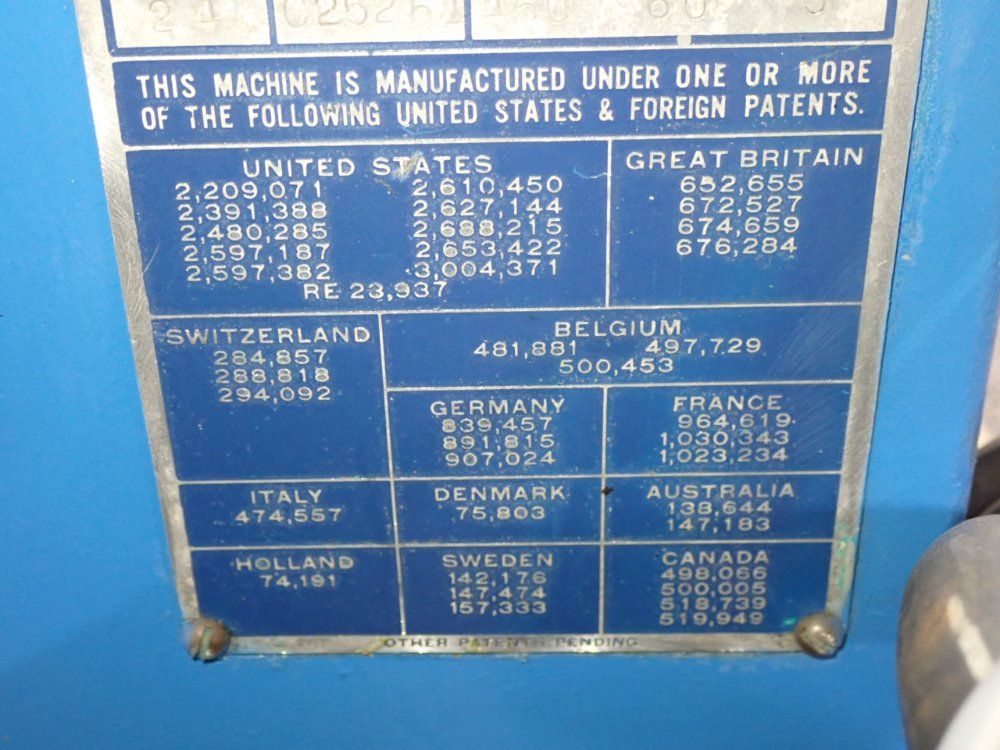 21 C25261 60
THIS MACHINE IS MANUFACTURED UNDER ONE OR MORE
OF THE FOLLOWING UNITED STATES & FOREIGN PATENTS.
UNITED STATES
2,209,071 2,610,450
2,391,388 2,627,144
2,480,285 2,688,215
2,597,187 2,653,422
2,597,382 3,004,371
RE 23,937
GREAT BRITAIN
652,655
672,527
674,659
676,284
SWITZERLAND
284,857
288,818
294,092
BELGIUM
481,881 497,729
500,453
GERMANY
839,457
891,815
907,024
FRANCE
964,619
1,030,343
1,023,234
ITALY
474,557
DENMARK
75,803
AUSTRALIA
138,644
147,183
HOLLAND
74,191
SWEDEN
142,176
147,474
157,333
CANADA
498,066
500,005
518,739
519,949
OTHER PATENTS PENDING